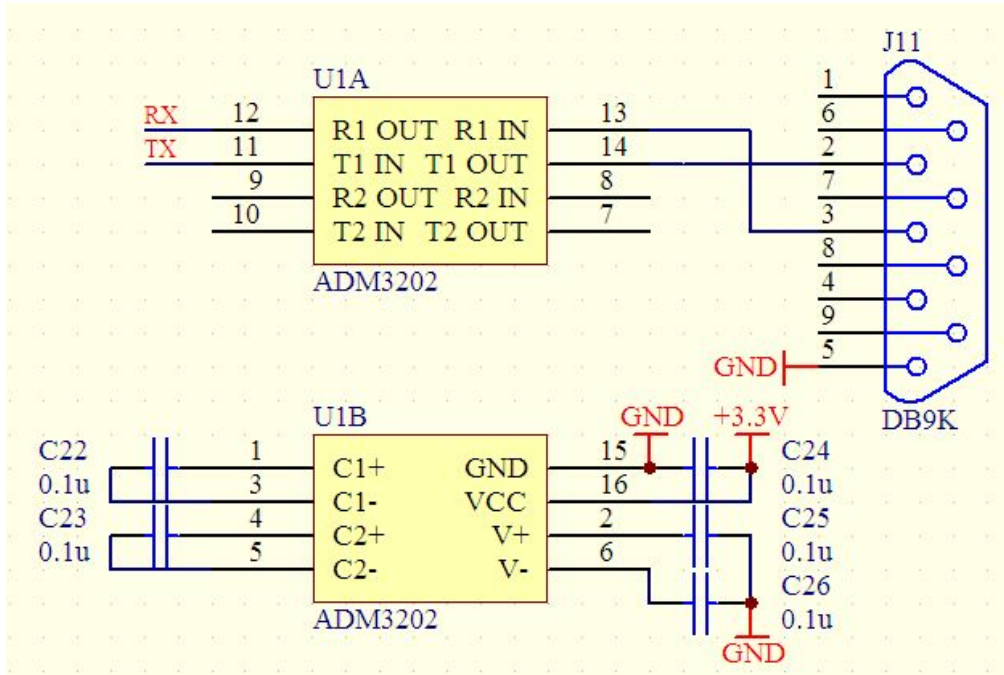 J11
U1A
1
RX 12 R1 OUT R1 IN 13
6
TX 11 T1 IN T1 OUT 14
2
9 R2 OUT R2 IN 8
7
10 T2 IN T2 OUT 7
3
ADM3202
8
4
9
GND 5
DB9K
U1B
GND +3.3V
C22 1 C1+ GND 15 C24
0.1u 3 C1- VCC 16 0.1u
C23 4 C2+ V+ 2 C25
0.1u 5 C2- V- 6 0.1u
C26
ADM3202
0.1u
GND